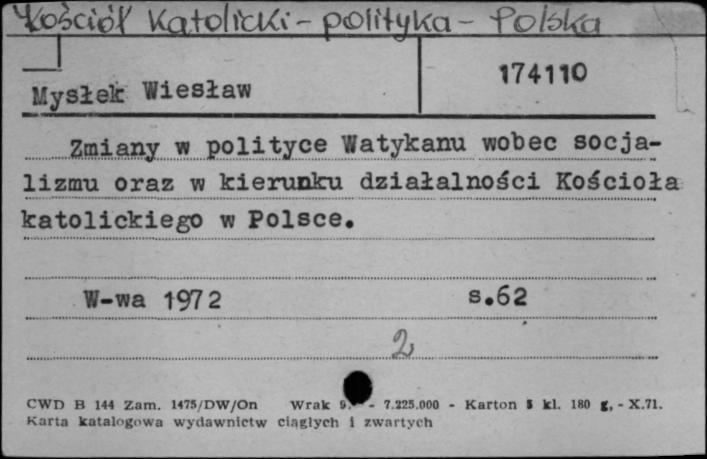 Kościół Katolicki - polityka - Polska
174110
Mysłek Wiesław
Zmiany w polityce Watykanu wobec socja-
lizmu oraz w kierunku działalności Kościoła
katolickiego w Polsce.
W-wa 1972 s.62
2
CWD B 144 Zam. 1475/DW/On Wrak - 7.225.000 - Karton kl. 180 g, - X.71.
Karta katalogowa wydawnictw ciągłych i zwartych